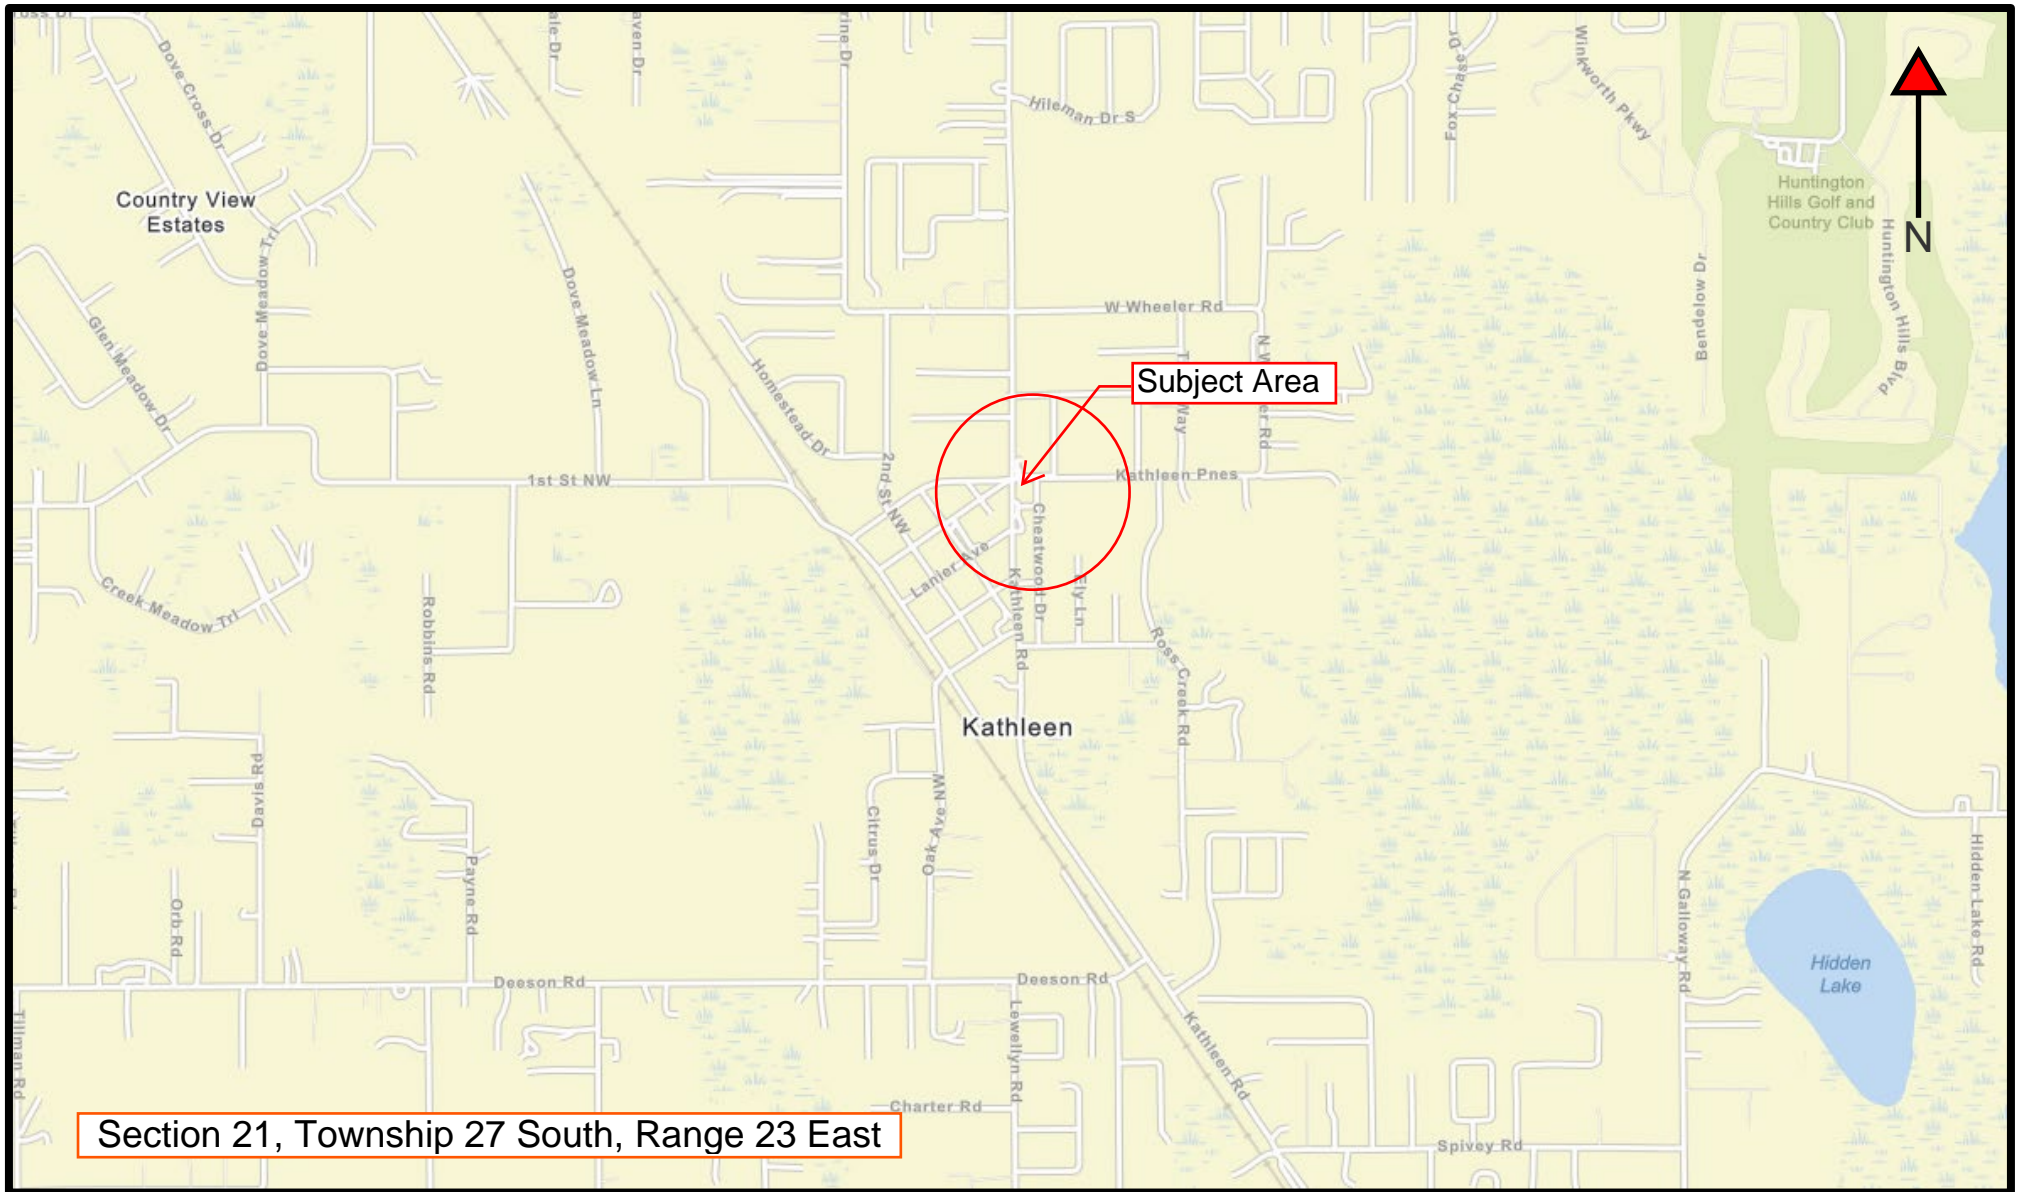 Dove Cross Dr
Fox Chase Dr
Winkworth Pkwy
Hileman Dr S
Country View
Estates
Huntington
Hills Golf and
Country Club
N
Huntington Hills Blvd
Bendelow Dr
Dove Meadow Trl
Dove Meadow Ln
Glen Meadow Dr
W Wheeler Rd
Homestead Dr
Subject Area
Way
1st St NW
2nd St NW
Kathleen Pnes
Cheatwood Dr
Lanier Ave
Kathleen Rd
Fly Ln
Creek Meadow Trl
Robbins Rd
Ross Creek Rd
Kathleen
Davis Rd
Citrus Dr
Oak Ave NW
Payne Rd
Orb Rd
N Galloway Rd
Hidden Lake Rd
Hidden
Lake
Deeson Rd
Deeson Rd
Tillman Rd
Lewellyn Rd
Kathleen Rd
Charter Rd
Spivey Rd
Section 21, Township 27 South, Range 23 East